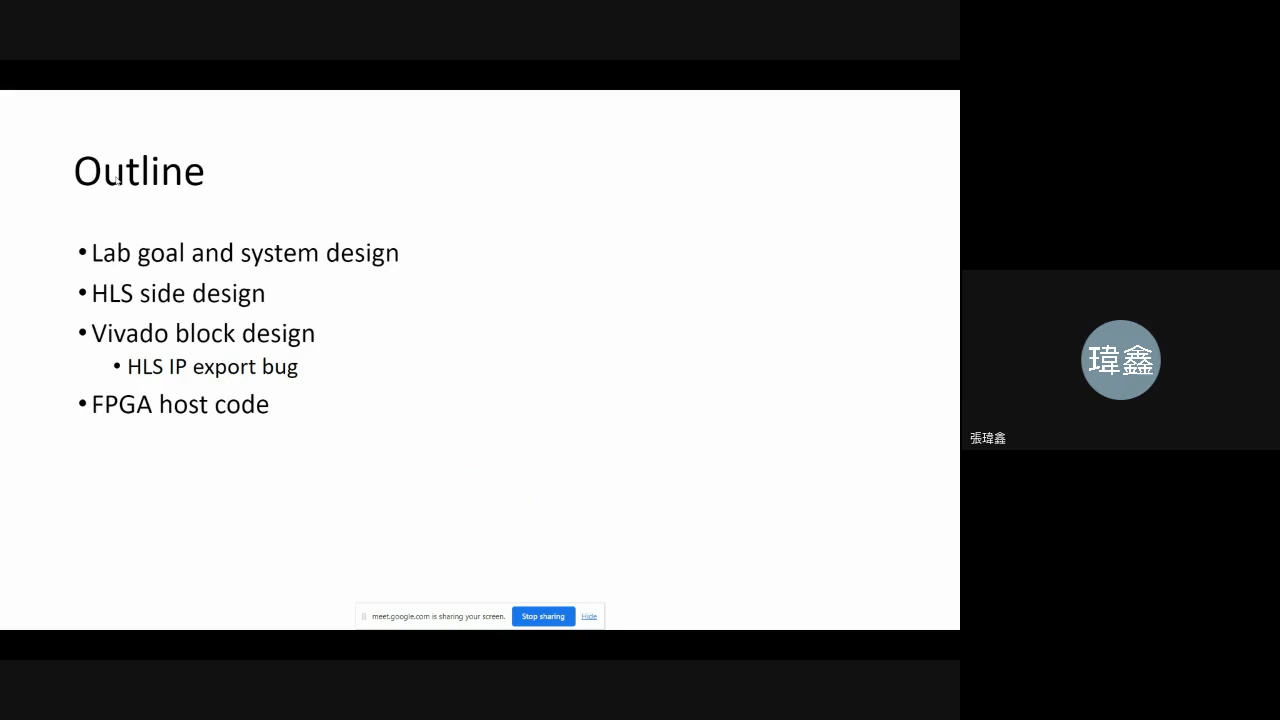 Outline
• Lab goal and system design
• HLS side design
• Vivado block design
• HLS IP export bug
• FPGA host code
meet.google.com is sharing your screen. Stop sharing Hide
瑋鑫
張瑋鑫